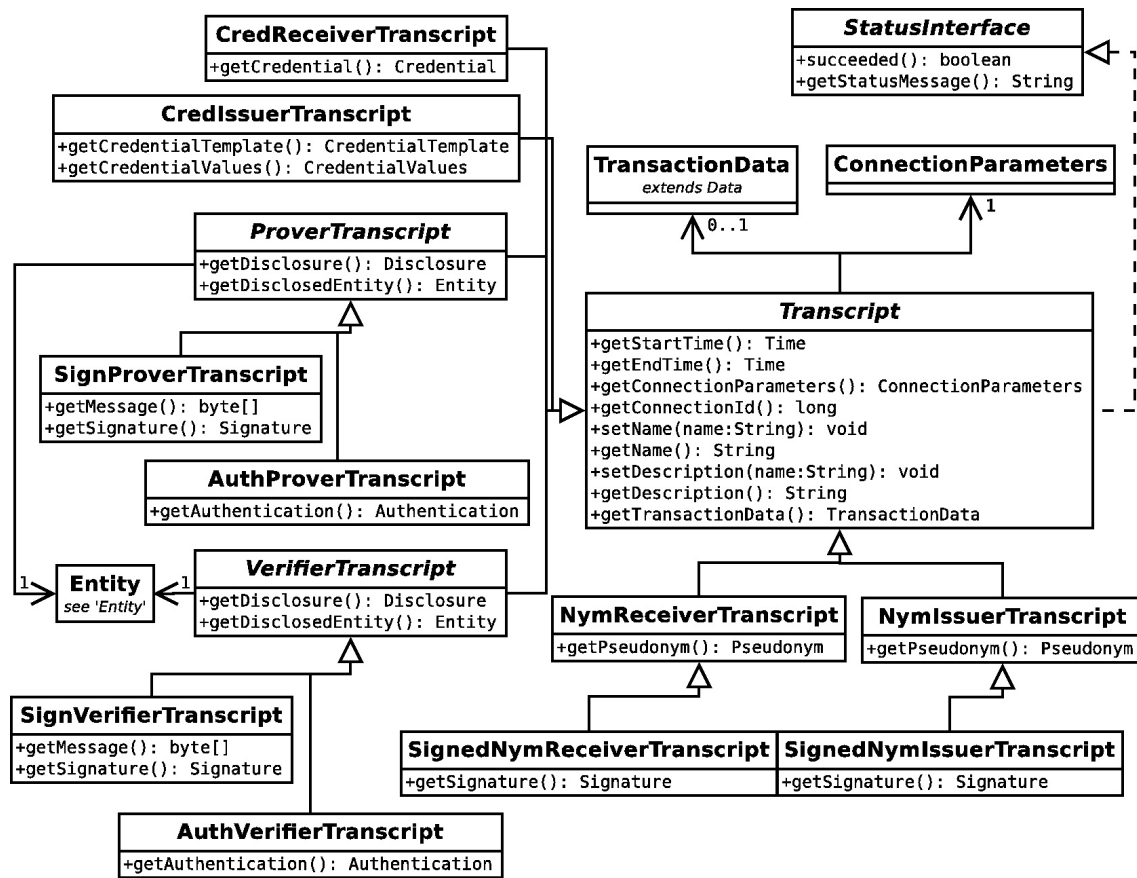 CredReceiverTranscript
+getCredential(): Credential
StatusInterface
+succeeded(): boolean
+getStatusMessage(): String
CredIssuerTranscript
+getCredentialTemplate(): CredentialTemplate
+getCredentialValues(): CredentialValues
TransactionData
extends Data
ConnectionParameters
0..1
1
ProverTranscript
+getDisclosure(): Disclosure
+getDisclosedEntity(): Entity
Transcript
+getStartTime(): Time
+getEndTime(): Time
+getConnectionParameters(): ConnectionParameters
+getConnectionId(): long
+setName(name:String): void
+getName(): String
+setDescription(name:String): void
+getDescription(): String
+getTransactionData(): TransactionData
SignProverTranscript
+getMessage(): byte[]
+getSignature(): Signature
AuthProverTranscript
+getAuthentication(): Authentication
1
Entity
see 'Entity'
1
VerifierTranscript
+getDisclosure(): Disclosure
+getDisclosedEntity(): Entity
NymReceiverTranscript
+getPseudonym(): Pseudonym
NymIssuerTranscript
+getPseudonym(): Pseudonym
SignVerifierTranscript
+getMessage(): byte[]
+getSignature(): Signature
SignedNymReceiverTranscript
+getSignature(): Signature
SignedNymIssuerTranscript
+getSignature(): Signature
AuthVerifierTranscript
+getAuthentication(): Authentication